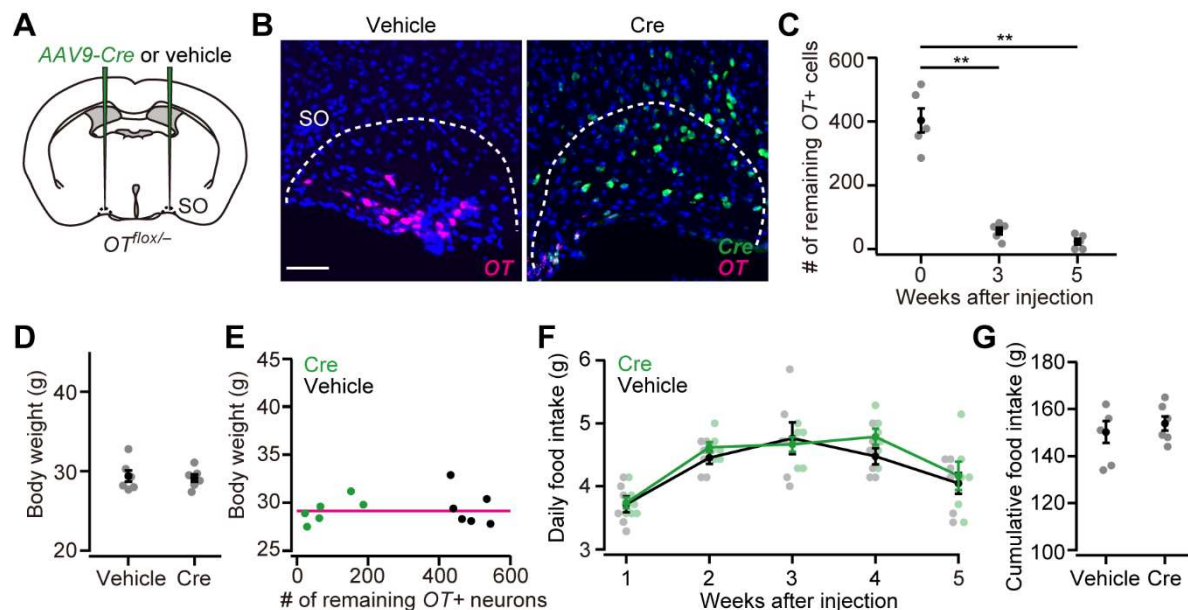 A
AAV9-Cre or vehicle
SO
OT^flox/–
B
Vehicle
Cre
SO
OT
Cre
OT
C
**
**
# of remaining OT+ cells
600
400
200
0
0 3 5
Weeks after injection
D
Body weight (g)
40
30
20
Vehicle Cre
E
Cre
Vehicle
Body weight (g)
45
40
35
30
25
0 200 400 600
# of remaining OT+ neurons
F
Cre
Vehicle
Daily food intake (g)
6
5
4
3
1 2 3 4 5
Weeks after injection
G
Cumulative food intake (g)
180
160
140
120
100
Vehicle Cre